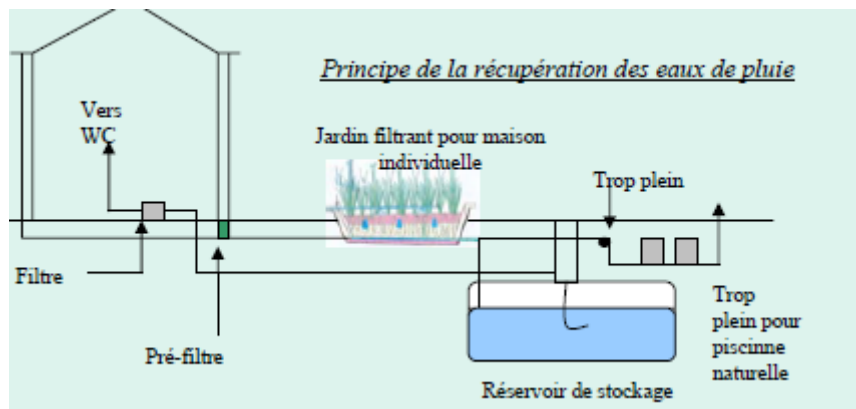 Principe de la récupération des eaux de pluie
Vers
WC
Jardin filtrant pour maison
individuelle
Trop plein
Filtre
Pré-filtre
Trop
plein pour
piscinne
naturelle
Réservoir de stockage